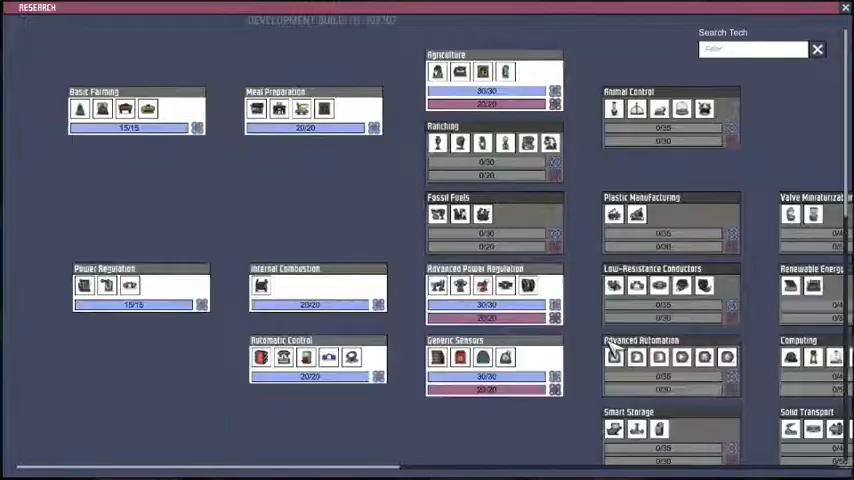 RESEARCH
Search Tech
Filter
Agriculture
30/30
20/20
Basic Farming
15/15
Meal Preparation
20/20
Animal Control
0/35
0/30
Ranching
0/30
0/20
Fossil Fuels
0/30
0/20
Plastic Manufacturing
0/35
0/30
Valve Miniaturiza
Power Regulation
15/15
Internal Combustion
20/20
Advanced Power Regulation
30/30
20/20
Low-Resistance Conductors
0/35
0/30
Renewable Energ
Automatic Control
20/20
Generic Sensors
30/30
20/20
Advanced Automation
0/35
0/30
Computing
Smart Storage
0/35
0/30
Solid Transport